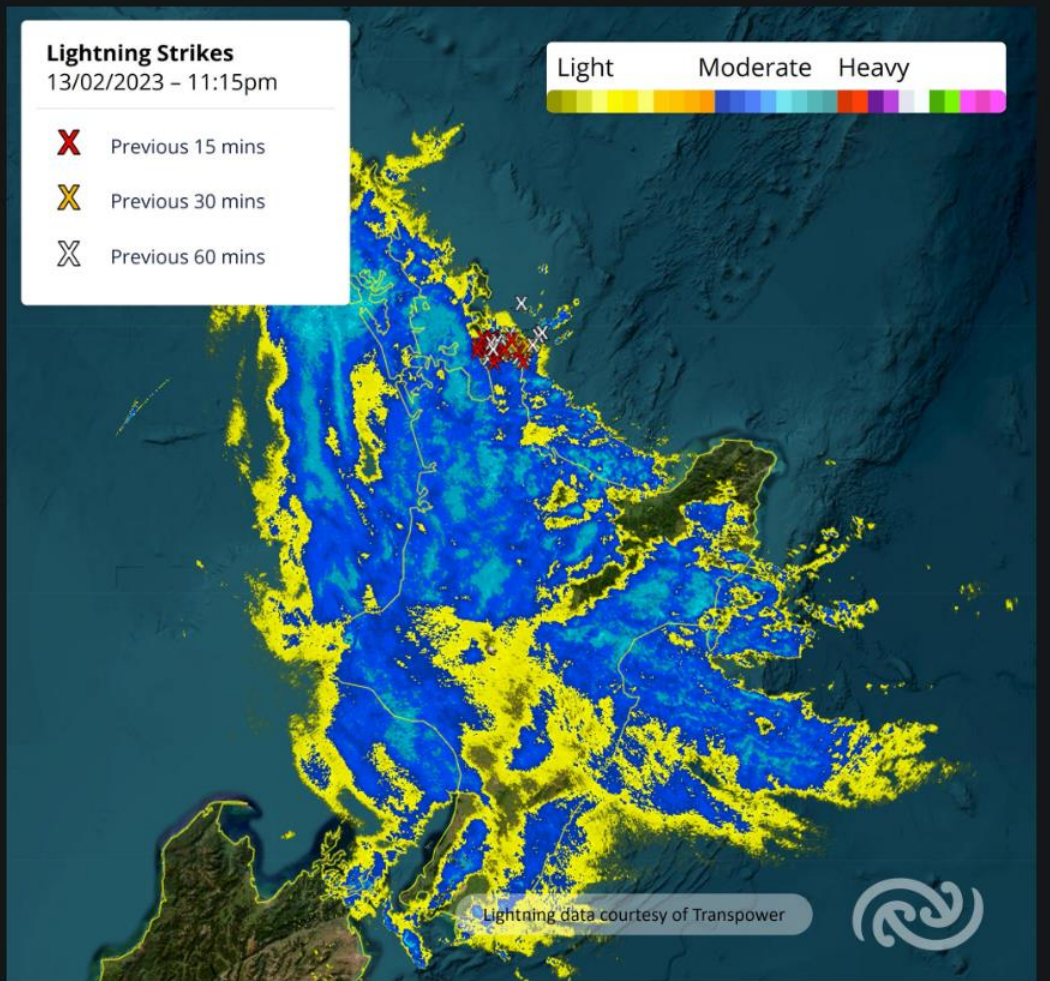 Lightning Strikes
13/02/2023 – 11:15pm
X Previous 15 mins
X Previous 30 mins
X Previous 60 mins
Light Moderate Heavy
Lightning data courtesy of Transpower